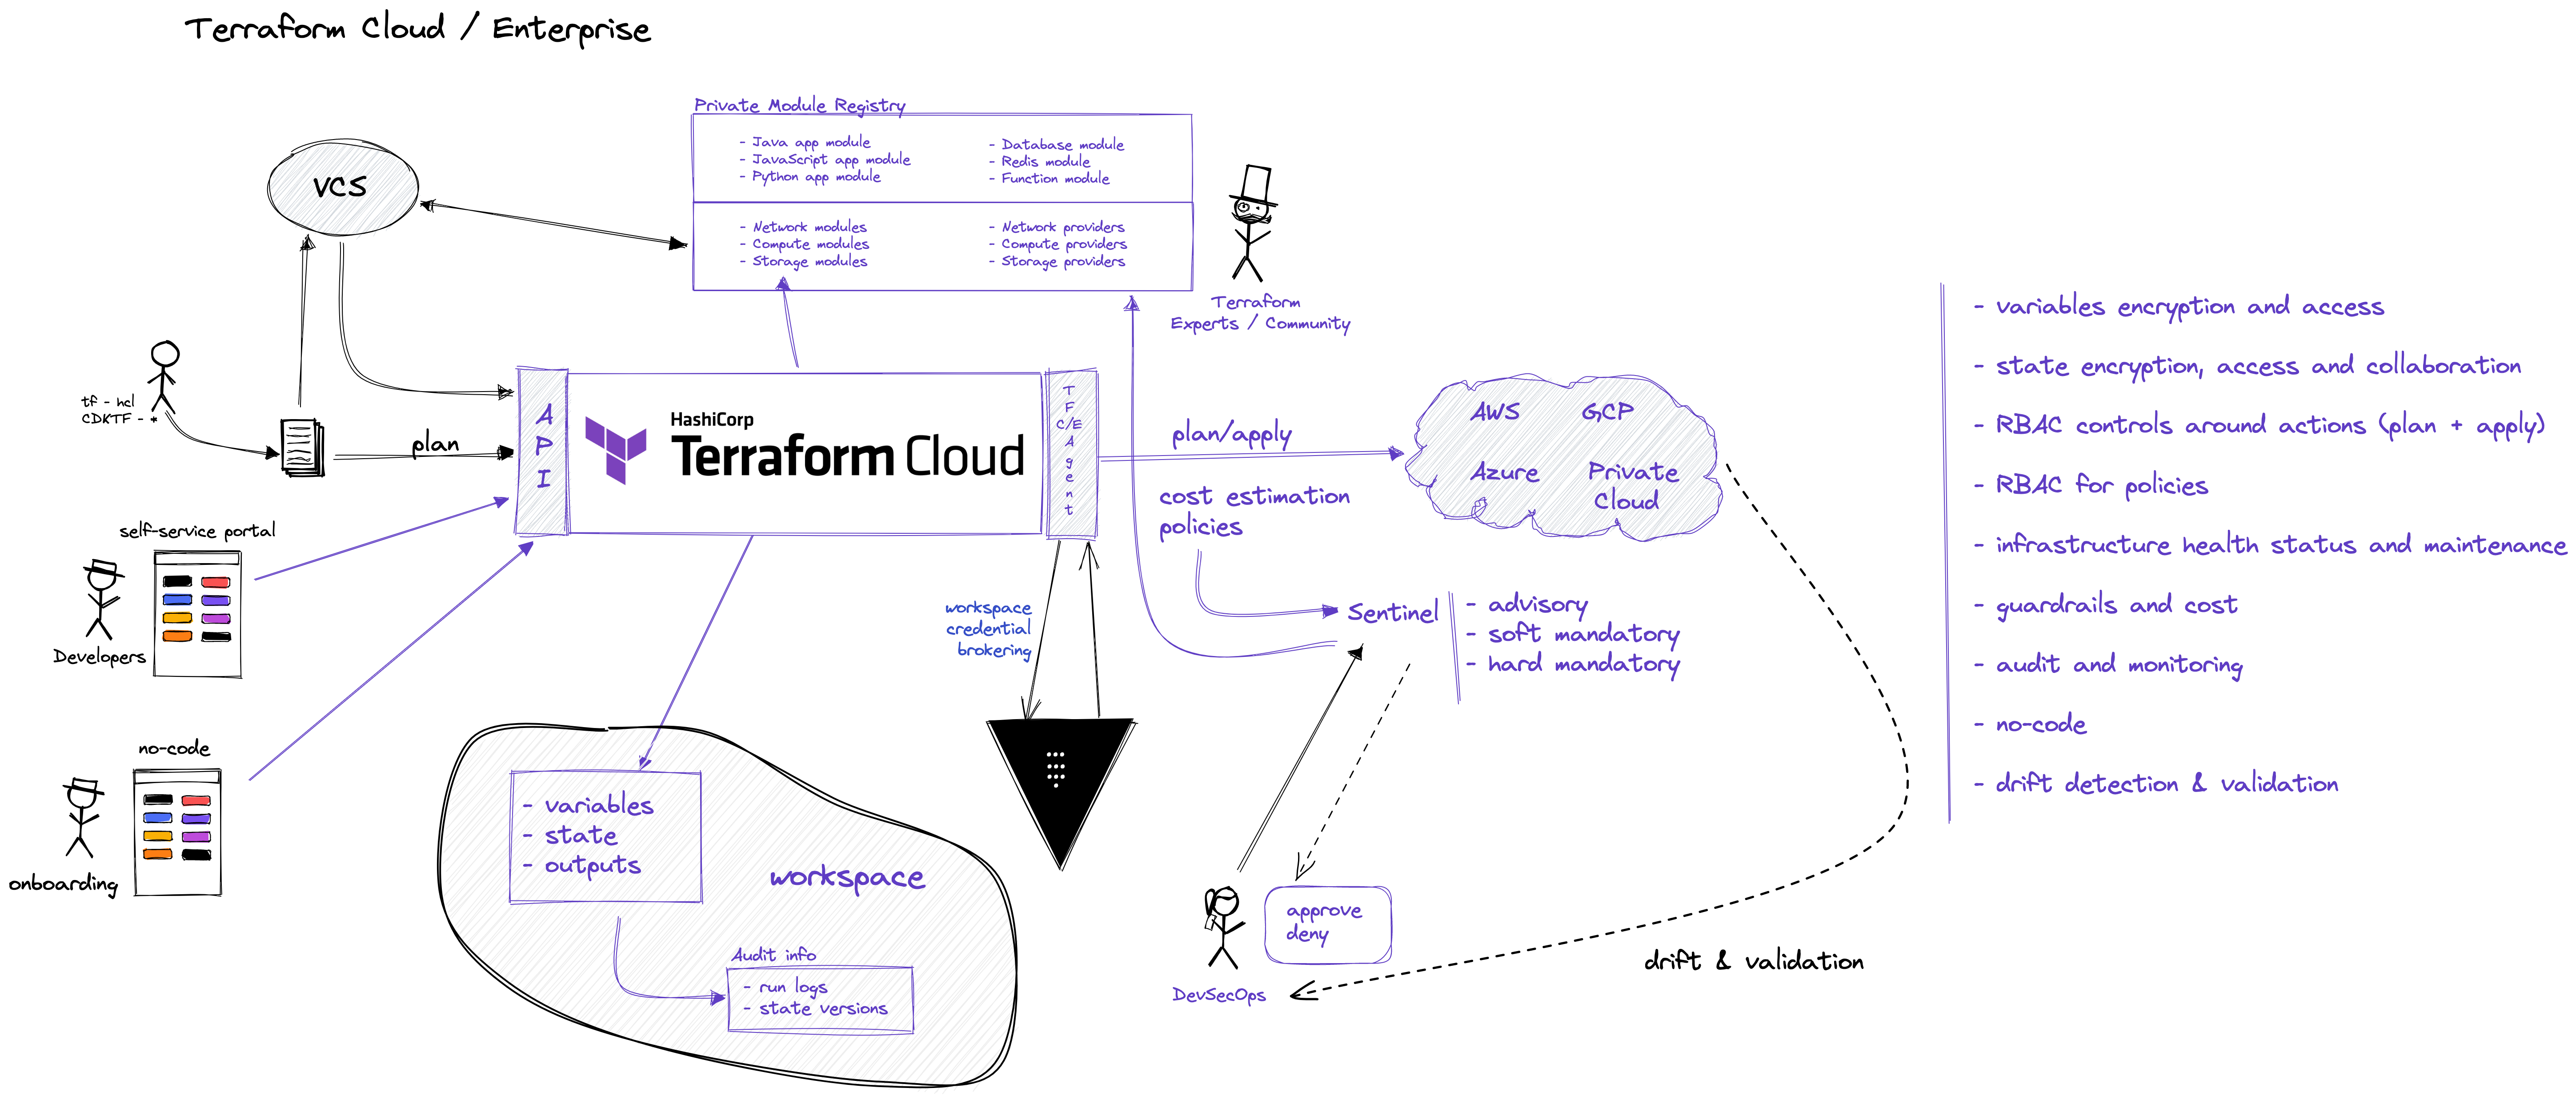 Terraform Cloud / Enterprise
Private Module Registry
- Java app module
- JavaScript app module
- Python app module
- Database module
- Redis module
- Function module
- Network modules
- Compute modules
- Storage modules
- Network providers
- Compute providers
- Storage providers
VCS
Terraform
Experts / Community
tf - hcl
CDKTF - *
plan
API
HashiCorp
Terraform Cloud
TFC/E Agent
plan/apply
cost estimation
policies
AWS
GCP
Azure
Private
Cloud
self-service portal
Developers
no-code
onboarding
workspace
credential
brokering
Sentinel
- advisory
- soft mandatory
- hard mandatory
- variables
- state
- outputs
workspace
Audit info
- run logs
- state versions
approve
deny
DevSecOps
drift & validation
- variables encryption and access
- state encryption, access and collaboration
- RBAC controls around actions (plan + apply)
- RBAC for policies
- infrastructure health status and maintenance
- guardrails and cost
- audit and monitoring
- no-code
- drift detection & validation